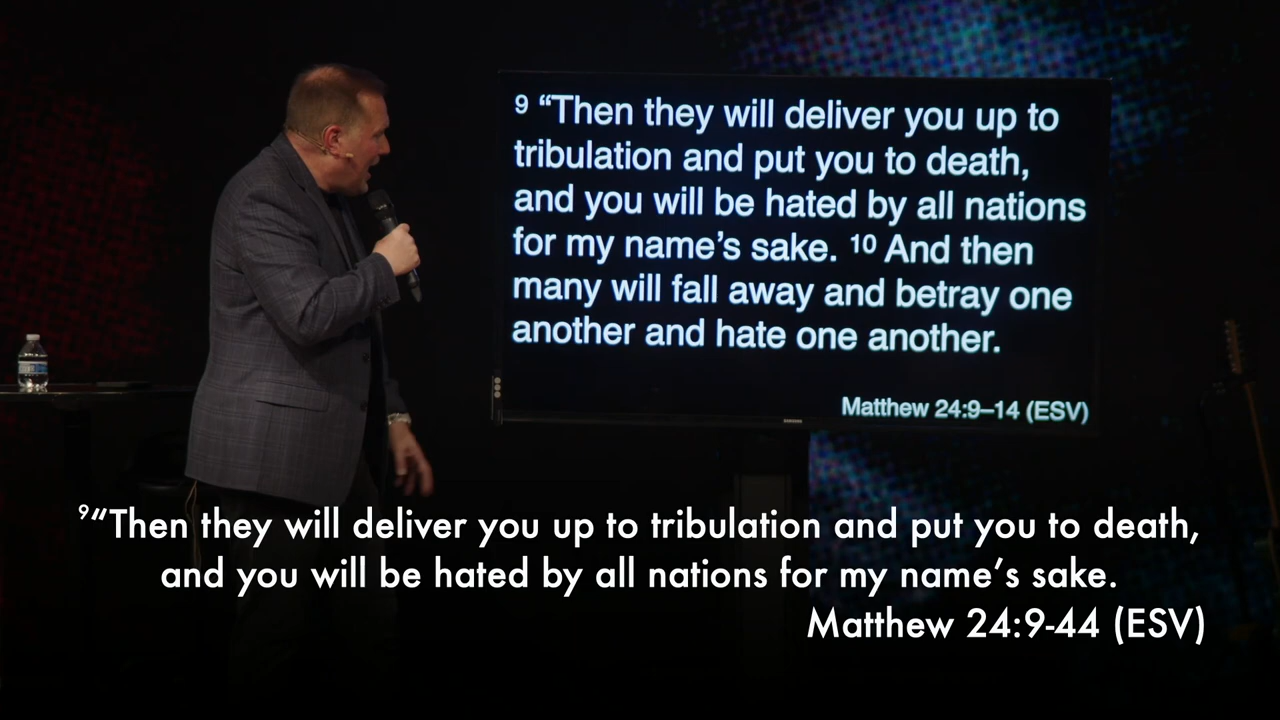 9 “Then they will deliver you up to
tribulation and put you to death,
and you will be hated by all nations
for my name’s sake. 10 And then
many will fall away and betray one
another and hate one another.
Matthew 24:9–14 (ESV)
SAMSUNG
9“Then they will deliver you up to tribulation and put you to death,
and you will be hated by all nations for my name’s sake.
Matthew 24:9-44 (ESV)